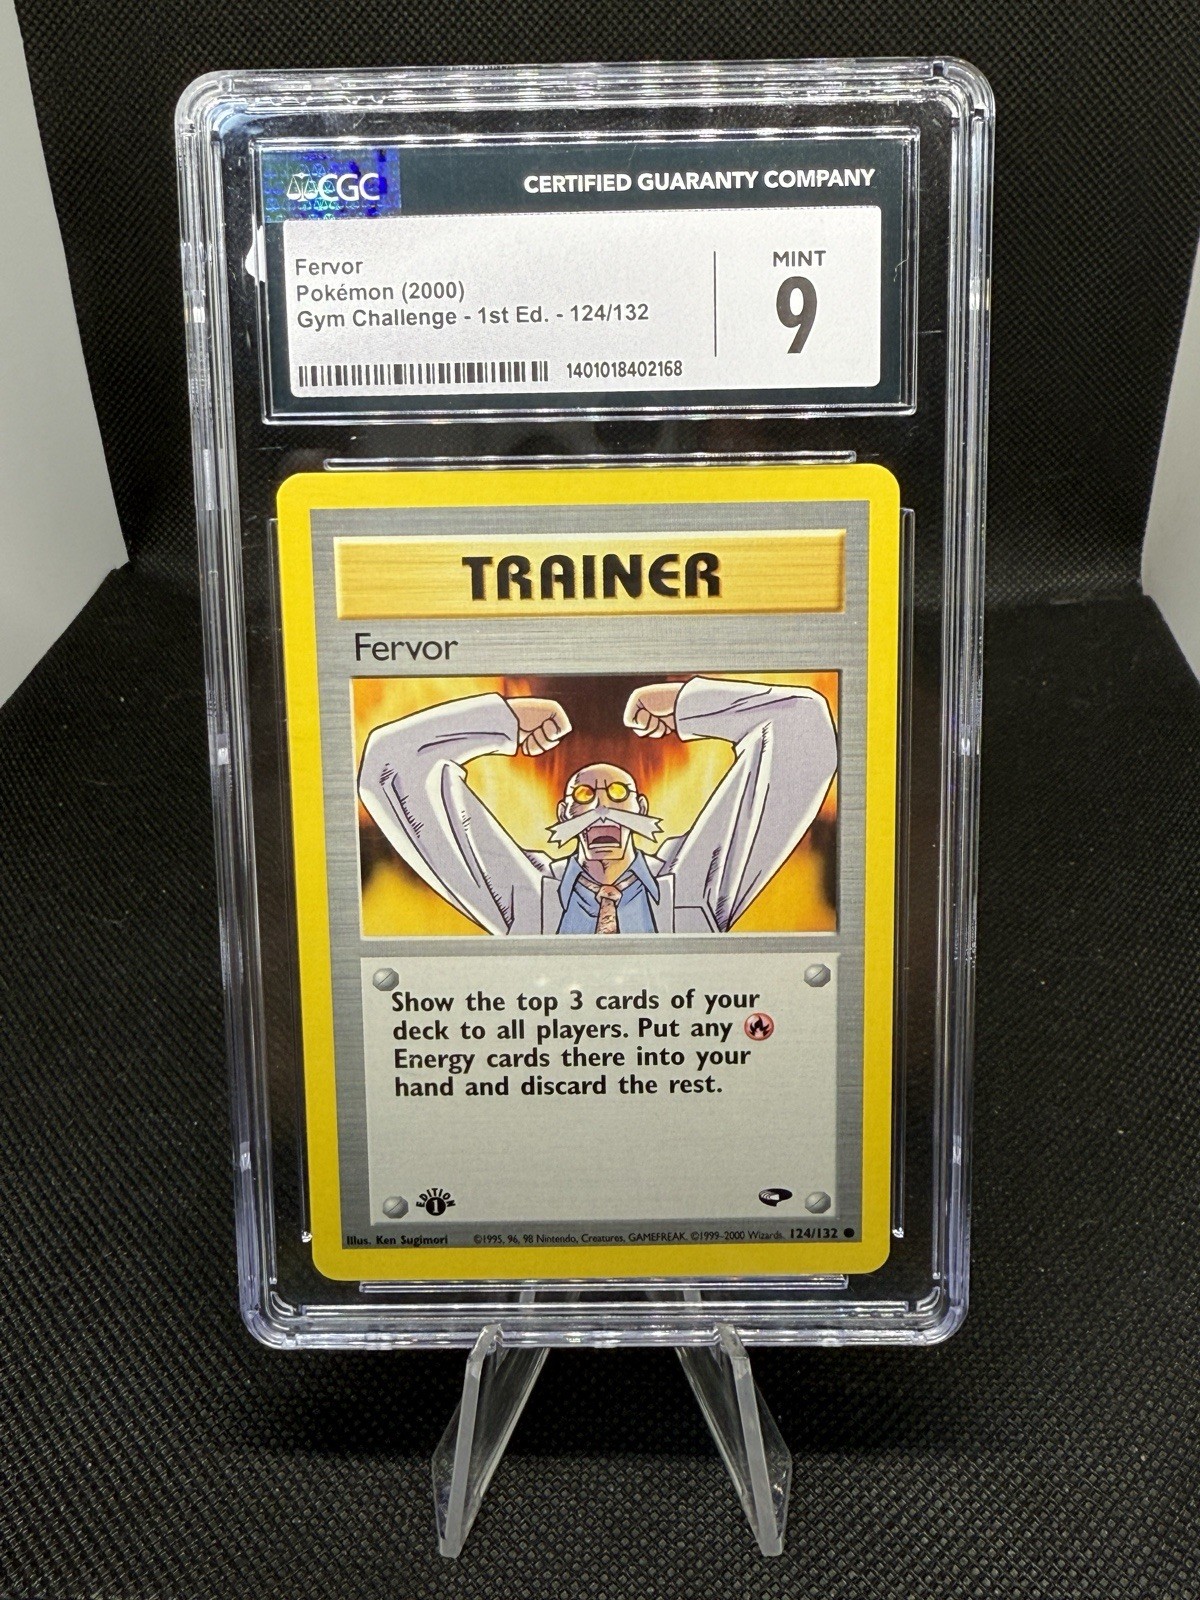 CGC
CERTIFIED GUARANTY COMPANY
Fervor
Pokémon (2000)
Gym Challenge - 1st Ed. - 124/132
1401018402168
MINT
9
TRAINER
Fervor
Show the top 3 cards of your
deck to all players. Put any
Energy cards there into your
hand and discard the rest.
EDITION
1
Illus. Ken Sugimori ©1995, 96, 98 Nintendo, Creatures, GAMEFREAK. ©1999-2000 Wizards. 124/132